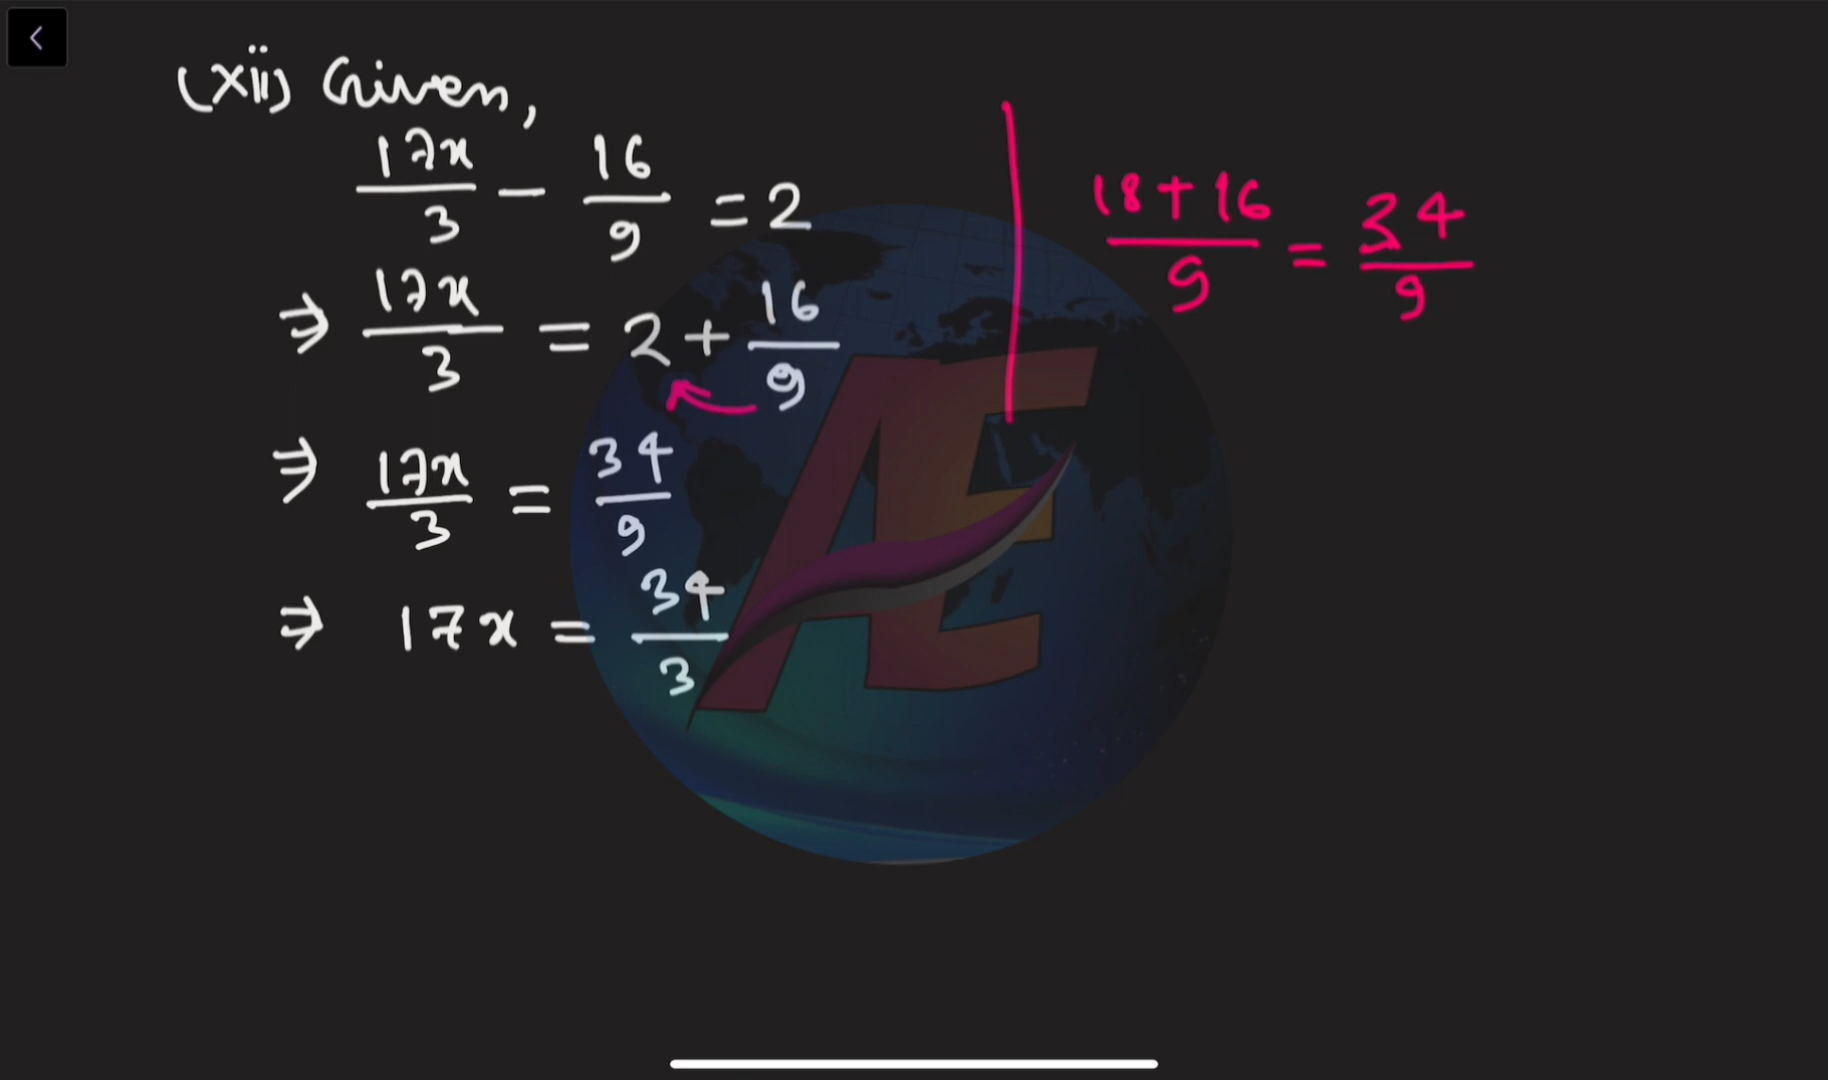 (xii) Given,
17x/3 - 16/9 = 2
⇒ 17x/3 = 2 + 16/9
⇒ 17x/3 = 34/9
⇒ 17x = 34/3
18+16/9 = 34/9
AE